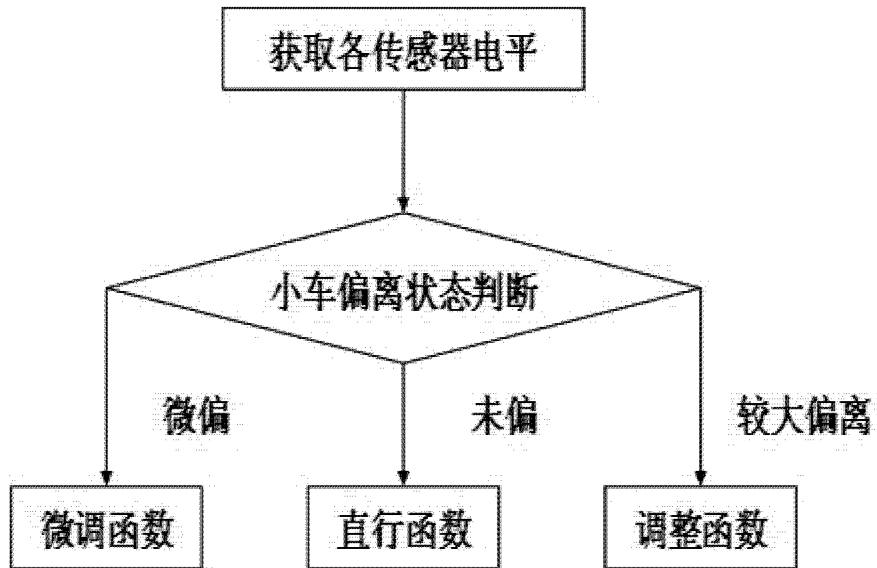 获取各传感器电平
小车偏离状态判断
微偏
未偏
较大偏离
微调函数
直行函数
调整函数